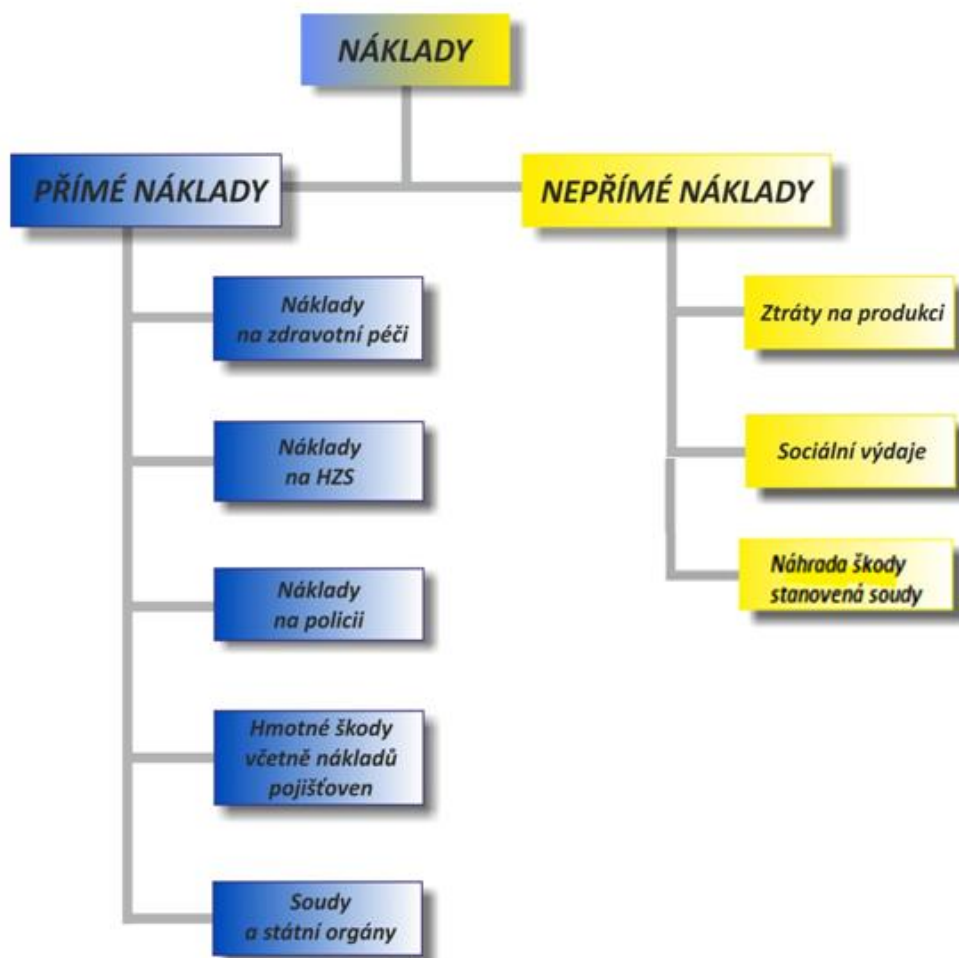 NÁKLADY
PŘÍMÉ NÁKLADY
Náklady
na zdravotní péči
Náklady
na HZS
Náklady
na policii
Hmotné škody
včetně nákladů
pojišťoven
Soudy
a státní orgány
NEPŘÍMÉ NÁKLADY
Ztráty na produkci
Sociální výdaje
Náhrada škody
stanovená soudy